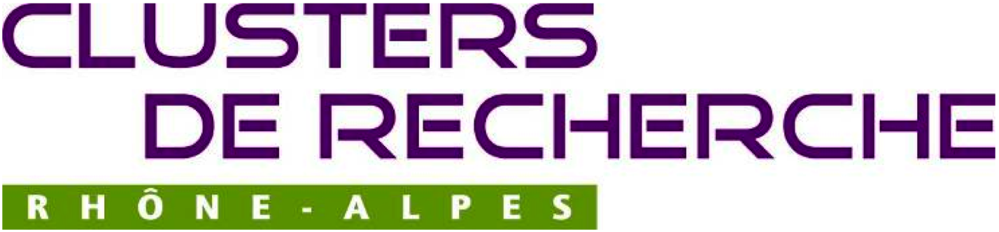 CLUSTERS
DE RECHERCHE
RHÔNE-ALPES